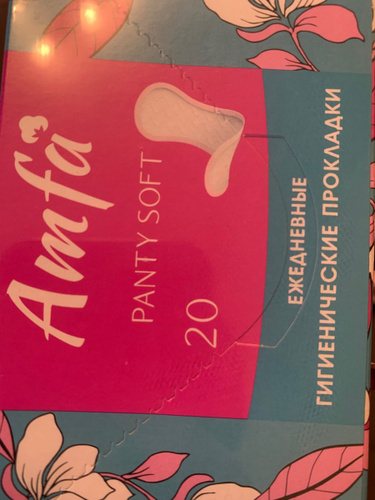 Amfa
PANTY SOFT
20
ЕЖЕДНЕВНЫЕ
ГИГИЕНИЧЕСКИЕ ПРОКЛАДКИ